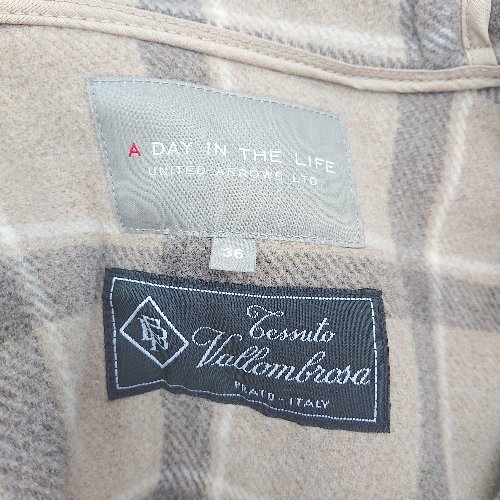 A DAY IN THE LIFE
UNITED ARROWS LTD.
36
Tessuto
Vallombrosa
PRATO - ITALY